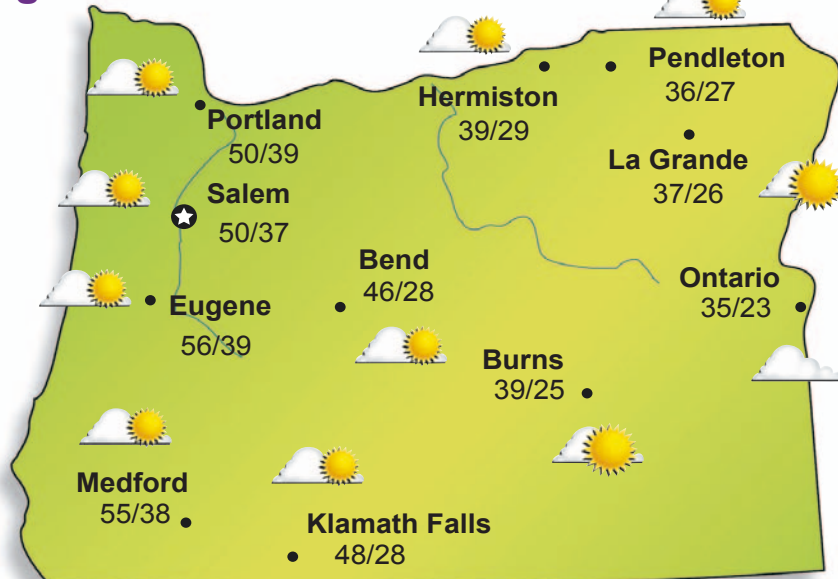 Pendleton
36/27
Hermiston
39/29
Portland
50/39
La Grande
37/26
Salem
50/37
Bend
46/28
Ontario
35/23
Eugene
56/39
Burns
39/25
Medford
55/38
Klamath Falls
48/28